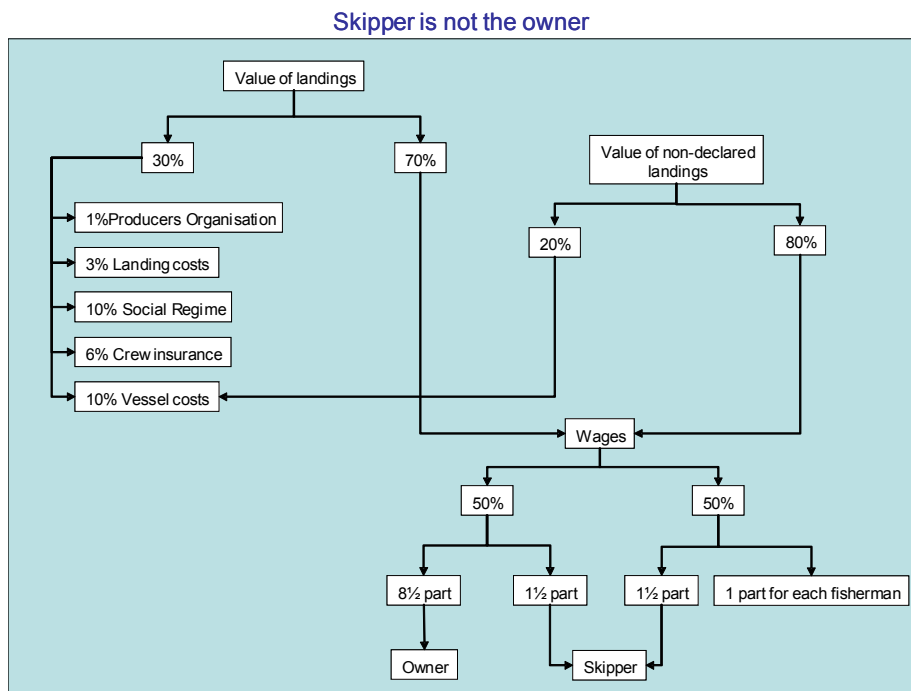 Skipper is not the owner
Value of landings
30%
70%
Value of non-declared
landings
1%Producers Organisation
20%
80%
3% Landing costs
10% Social Regime
6% Crew insurance
10% Vessel costs
Wages
50%
50%
8½ part
1½ part
1½ part
1 part for each fisherman
Owner
Skipper